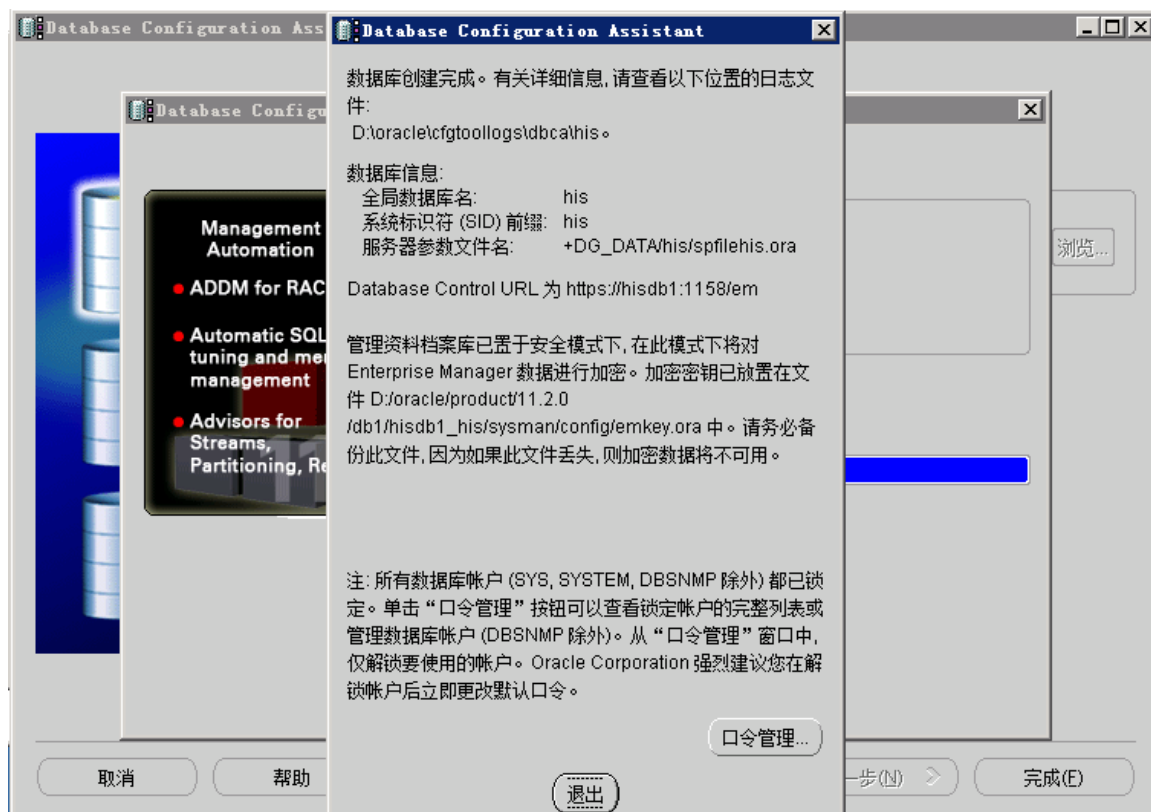 Database Configuration Ass
Database Configu
Management
Automation
ADDM for RAC
Automatic SQL
tuning and me
management
Advisors for
Streams,
Partitioning, Re
Database Configuration Assistant
数据库创建完成。有关详细信息,请查看以下位置的日志文
件:
D:\oracle\cfgtoollogs\dbca\his。
数据库信息:
全局数据库名: his
系统标识符 (SID) 前缀: his
服务器参数文件名: +DG_DATA/his/spfilehis.ora
Database Control URL 为 https://hisdb1:1158/em
管理资料档案库已置于安全模式下,在此模式下将对
Enterprise Manager 数据进行加密。加密密钥已放置在文
件 D:/oracle/product/11.2.0
/db1/hisdb1_his/sysman/config/emkey.ora 中。请务必备
份此文件,因为如果此文件丢失,则加密数据将不可用。
注: 所有数据库帐户 (SYS, SYSTEM, DBSNMP 除外) 都已锁
定。单击“口令管理”按钮可以查看锁定帐户的完整列表或
管理数据库帐户 (DBSNMP 除外)。从“口令管理”窗口中,
仅解锁要使用的帐户。Oracle Corporation 强烈建议您在解
锁帐户后立即更改默认口令。
口令管理...
退出
浏览...
取消
帮助
一步(N)
完成(F)